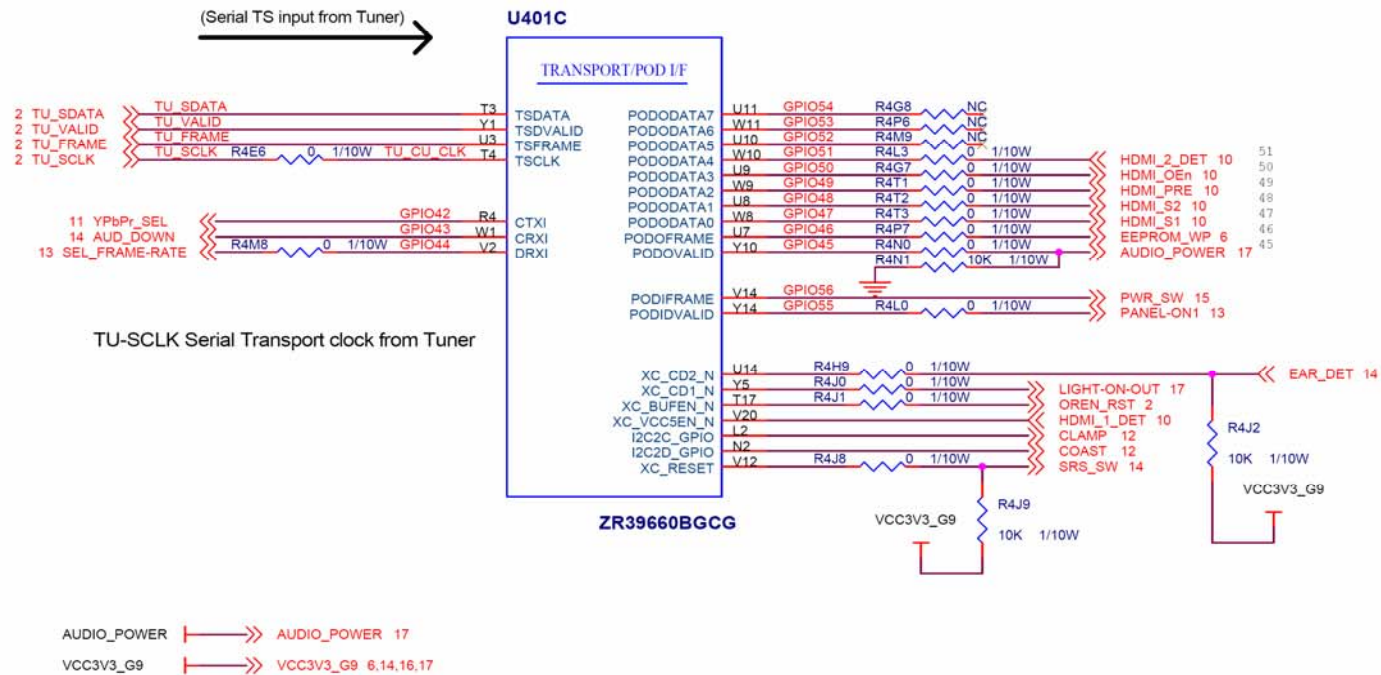 (Serial TS input from Tuner)
U401C
TRANSPORT/POD I/F
2 TU_SDATA TU_SDATA T3 TSDATA
2 TU_VALID TU_VALID Y1 TSDVALID
2 TU_FRAME TU_FRAME U3 TSFRAME
2 TU_SCLK TU_SCLK R4E6 0 1/10W TU_CU_CLK T4 TSCLK
11 YPbPr_SEL GPIO42 R4 CTXI
14 AUD_DOWN GPIO43 W1 CRXI
13 SEL_FRAME-RATE R4M8 0 1/10W GPIO44 V2 DRXI
TU-SCLK Serial Transport clock from Tuner
PODODATA7 U11 GPIO54 R4G8 NC
PODODATA6 W11 GPIO53 R4P6 NC
PODODATA5 U10 GPIO52 R4M9 NC
PODODATA4 W10 GPIO51 R4L3 0 1/10W HDMI_2_DET 10 51
PODODATA3 U9 GPIO50 R4G7 0 1/10W HDMI_OEn 10 50
PODODATA2 W9 GPIO49 R4T1 0 1/10W HDMI_PRE 10 49
PODODATA1 U8 GPIO48 R4T2 0 1/10W HDMI_S2 10 48
PODODATA0 W8 GPIO47 R4T3 0 1/10W HDMI_S1 10 47
PODOFRAME U7 GPIO46 R4P7 0 1/10W EEPROM_WP 6 46
PODOVALID Y10 GPIO45 R4N0 0 1/10W AUDIO_POWER 17 45
R4N1 10K 1/10W
PODIFRAME V14 GPIO56 PWR_SW 15
PODIDVALID Y14 GPIO55 R4L0 0 1/10W PANEL-ON1 13
XC_CD2_N U14 R4H9 0 1/10W EAR_DET 14
XC_CD1_N Y5 R4J0 0 1/10W LIGHT-ON-OUT 17
XC_BUFEN_N T17 R4J1 0 1/10W OREN_RST 2
XC_VCC5EN_N V20 HDMI_1_DET 10
I2C2C_GPIO L2 CLAMP 12
I2C2D_GPIO N2 COAST 12
XC_RESET V12 R4J8 0 1/10W SRS_SW 14
R4J2
10K 1/10W
VCC3V3_G9
R4J9
10K 1/10W
VCC3V3_G9
ZR39660BGCG
AUDIO_POWER AUDIO_POWER 17
VCC3V3_G9 VCC3V3_G9 6,14,16,17